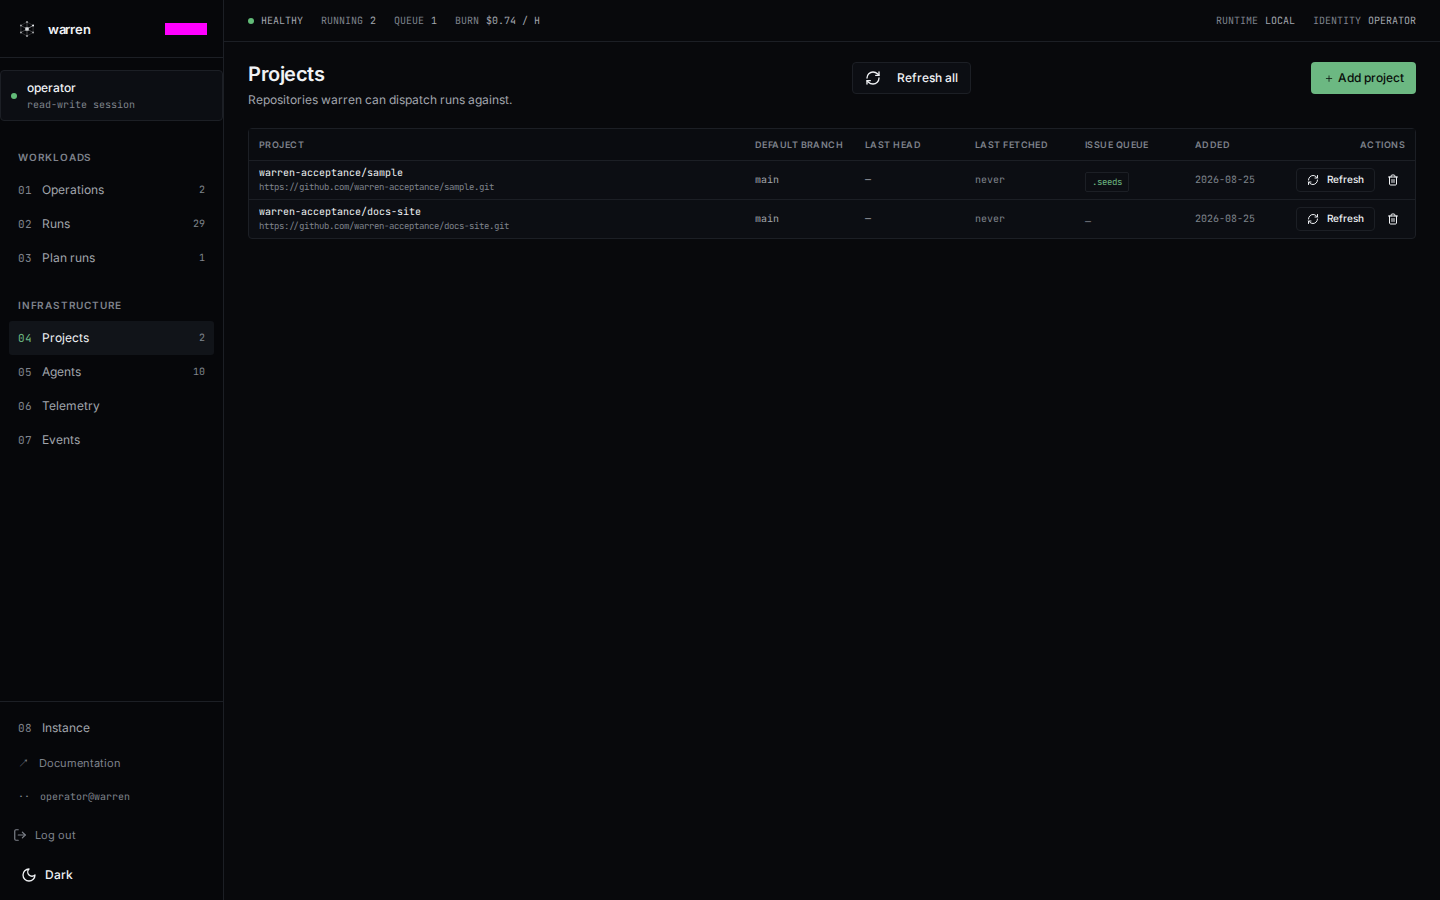 warren
HEALTHY RUNNING 2 QUEUE 1 BURN $0.74 / H RUNTIME LOCAL IDENTITY OPERATOR
operator
read-write session
WORKLOADS
01 Operations 2
02 Runs 29
03 Plan runs 1
INFRASTRUCTURE
04 Projects 2
05 Agents 10
06 Telemetry
07 Events
08 Instance
Documentation
operator@warren
Log out
Dark
Projects
Repositories warren can dispatch runs against.
Refresh all
+ Add project
PROJECT DEFAULT BRANCH LAST HEAD LAST FETCHED ISSUE QUEUE ADDED ACTIONS
warren-acceptance/sample
https://github.com/warren-acceptance/sample.git
main — never .seeds 2026-08-25 Refresh
warren-acceptance/docs-site
https://github.com/warren-acceptance/docs-site.git
main — never — 2026-08-25 Refresh